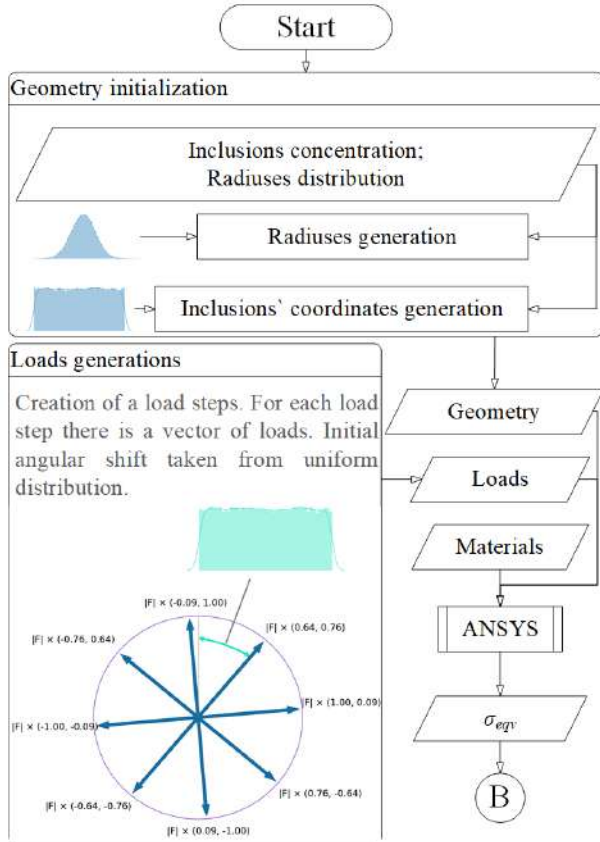 Start
Geometry initialization
Inclusions concentration;
Radiuses distribution
Radiuses generation
Inclusions` coordinates generation
Loads generations
Creation of a load steps. For each load
step there is a vector of loads. Initial
angular shift taken from uniform
distribution.
|F| × (-0.09, 1.00)
|F| × (0.64, 0.76)
|F| × (-0.76, 0.64)
|F| × (1.00, 0.09)
|F| × (-1.00, -0.09)
|F| × (0.76, -0.64)
|F| × (-0.64, -0.76)
|F| × (0.09, -1.00)
Geometry
Loads
Materials
ANSYS
σeqv
B